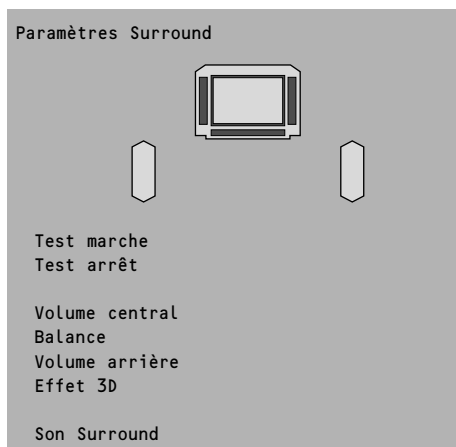 Paramètres Surround
Test marche
Test arrêt
Volume central
Balance
Volume arrière
Effet 3D
Son Surround